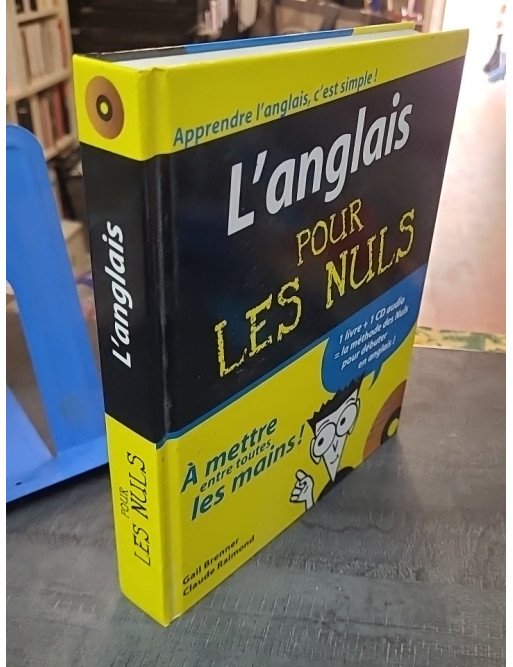 Apprendre l'anglais, c'est simple !
L'anglais
POUR
LES NULS
1 livre + 1 CD audio
= la méthode des Nuls
pour débuter
en anglais !
À mettre
entre toutes
les mains !
Gail Brenner
Claude Raimond
L'anglais
POUR
LES NULS